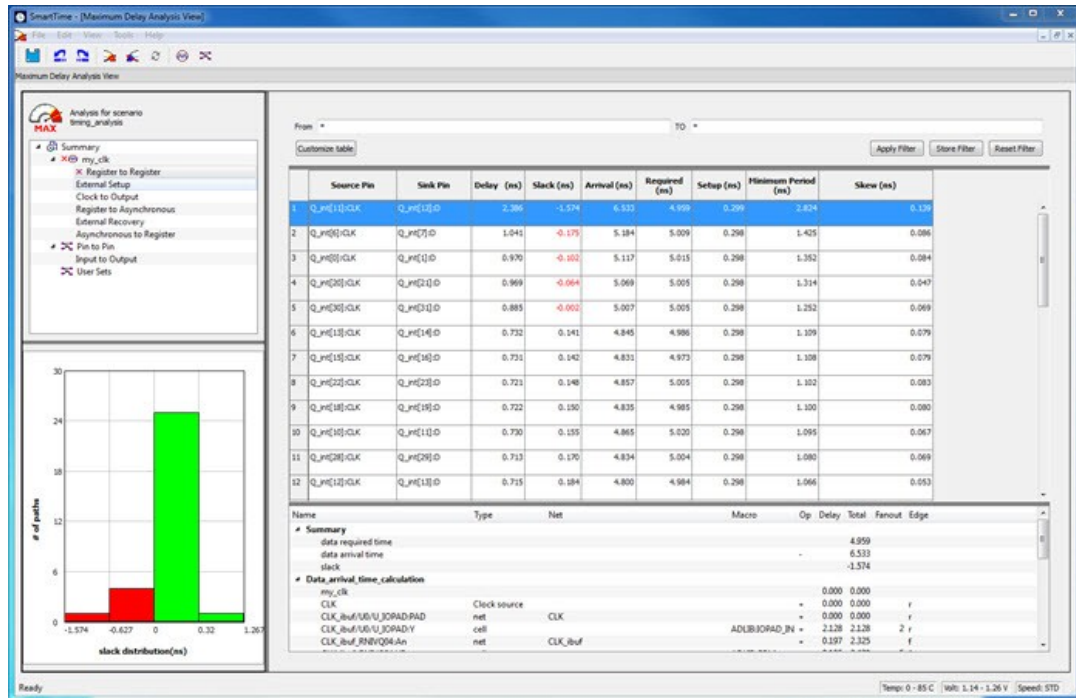 SmartTime - [Maximum Delay Analysis View]
File Edit View Tools Help
Maximum Delay Analysis View
MAX
Analysis for scenario
timing_analysis
Summary
my_clk
Register to Register
External Setup
Clock to Output
Register to Asynchronous
External Recovery
Asynchronous to Register
Pin to Pin
Input to Output
User Sets
From * TO *
Customize table Apply Filter Store Filter Reset Filter
Source Pin Sink Pin Delay (ns) Slack (ns) Arrival (ns) Required (ns) Setup (ns) Minimum Period (ns) Skew (ns)
1 Q_int[11]:CLK Q_int[12]:D 2.386 -1.574 6.533 4.959 0.299 2.824 0.139
2 Q_int[6]:CLK Q_int[7]:D 1.041 -0.175 5.184 5.009 0.298 1.425 0.086
3 Q_int[0]:CLK Q_int[1]:D 0.970 -0.102 5.117 5.015 0.298 1.352 0.084
4 Q_int[20]:CLK Q_int[21]:D 0.969 -0.064 5.069 5.005 0.298 1.314 0.047
5 Q_int[30]:CLK Q_int[31]:D 0.885 -0.002 5.007 5.005 0.298 1.252 0.069
6 Q_int[13]:CLK Q_int[14]:D 0.732 0.141 4.845 4.986 0.298 1.109 0.079
7 Q_int[15]:CLK Q_int[16]:D 0.731 0.142 4.831 4.973 0.298 1.108 0.079
8 Q_int[22]:CLK Q_int[23]:D 0.721 0.148 4.857 5.005 0.298 1.102 0.083
9 Q_int[18]:CLK Q_int[19]:D 0.722 0.150 4.835 4.985 0.298 1.100 0.080
10 Q_int[10]:CLK Q_int[11]:D 0.730 0.155 4.865 5.020 0.298 1.095 0.067
11 Q_int[28]:CLK Q_int[29]:D 0.713 0.170 4.834 5.004 0.298 1.080 0.069
12 Q_int[12]:CLK Q_int[13]:D 0.715 0.184 4.800 4.984 0.298 1.066 0.053
# of paths
30
24
18
12
6
0
-1.574 -0.627 0 0.32 1.267
slack distribution(ns)
Name Type Net Macro Op Delay Total Fanout Edge
Summary
data required time 4.959
data arrival time - 6.533
slack -1.574
Data_arrival_time_calculation
my_clk 0.000 0.000
CLK Clock source + 0.000 0.000 r
CLK_ibuf/U0/U_IOPAD:PAD net CLK + 0.000 0.000 r
CLK_ibuf/U0/U_IOPAD:Y cell ADLIB:IOPAD_IN + 2.128 2.128 2 r
CLK_ibuf_RNIVQ04:An net CLK_ibuf + 0.197 2.325 f
Ready
Temp: 0 - 85 C Volt: 1.14 - 1.26 V Speed: STD